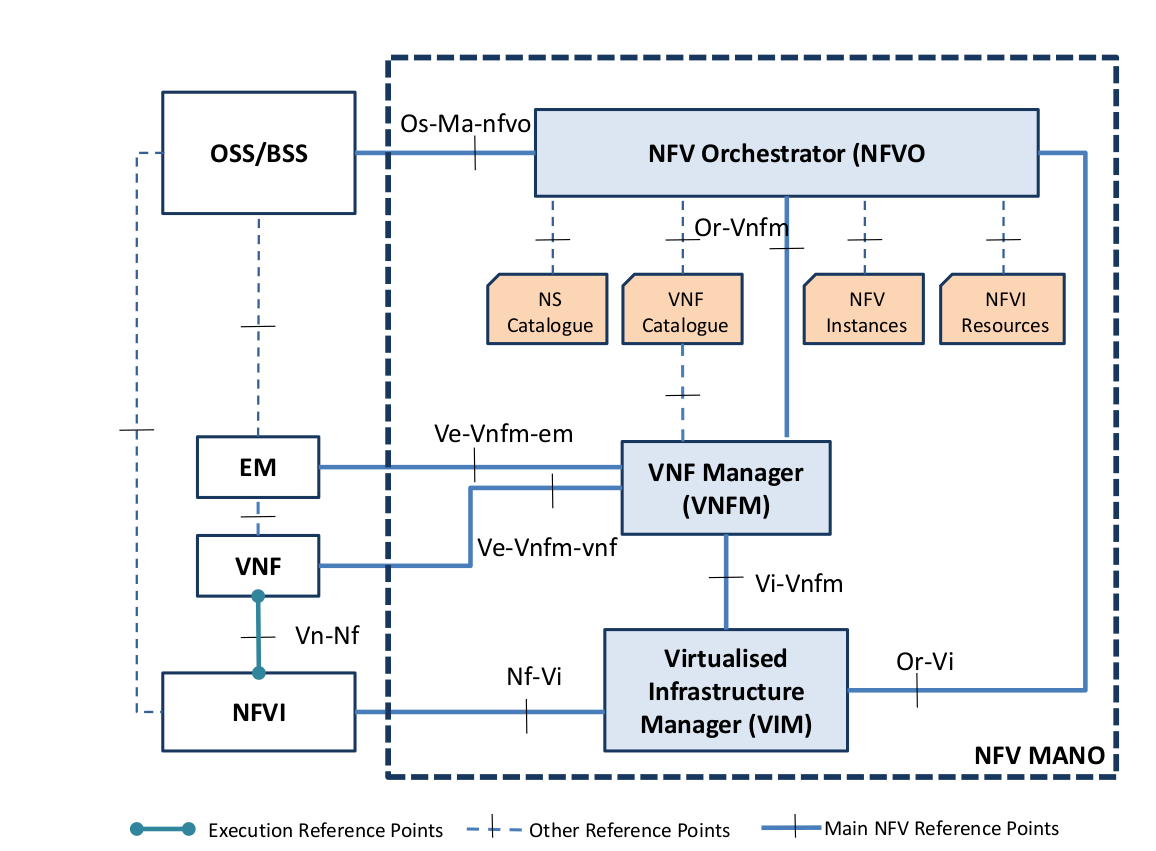 Os-Ma-nfvo
OSS/BSS
NFV Orchestrator (NFVO
Or-Vnfm
NS
Catalogue
VNF
Catalogue
NFV
Instances
NFVI
Resources
Ve-Vnfm-em
EM
VNF Manager
(VNFM)
Ve-Vnfm-vnf
VNF
Vi-Vnfm
Vn-Nf
Virtualised
Infrastructure
Manager (VIM)
Or-Vi
Nf-Vi
NFVI
NFV MANO
Execution Reference Points
Other Reference Points
Main NFV Reference Points